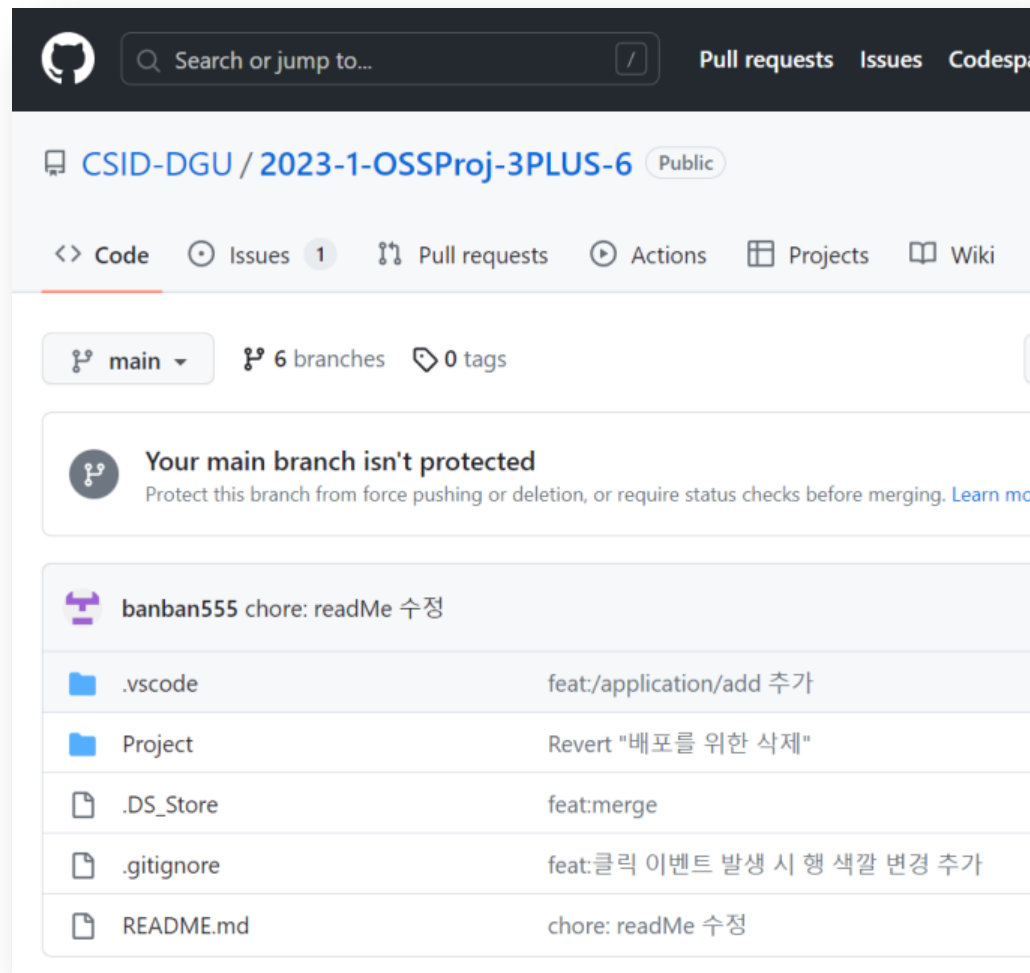 Search or jump to... / Pull requests Issues Codespa
CSID-DGU / 2023-1-OSSProj-3PLUS-6 Public
Code Issues 1 Pull requests Actions Projects Wiki
main 6 branches 0 tags
Your main branch isn't protected
Protect this branch from force pushing or deletion, or require status checks before merging. Learn mo
banban555 chore: readMe 수정
.vscode feat:/application/add 추가
Project Revert "배포를 위한 삭제"
.DS_Store feat:merge
.gitignore feat:클릭 이벤트 발생 시 행 색깔 변경 추가
README.md chore: readMe 수정